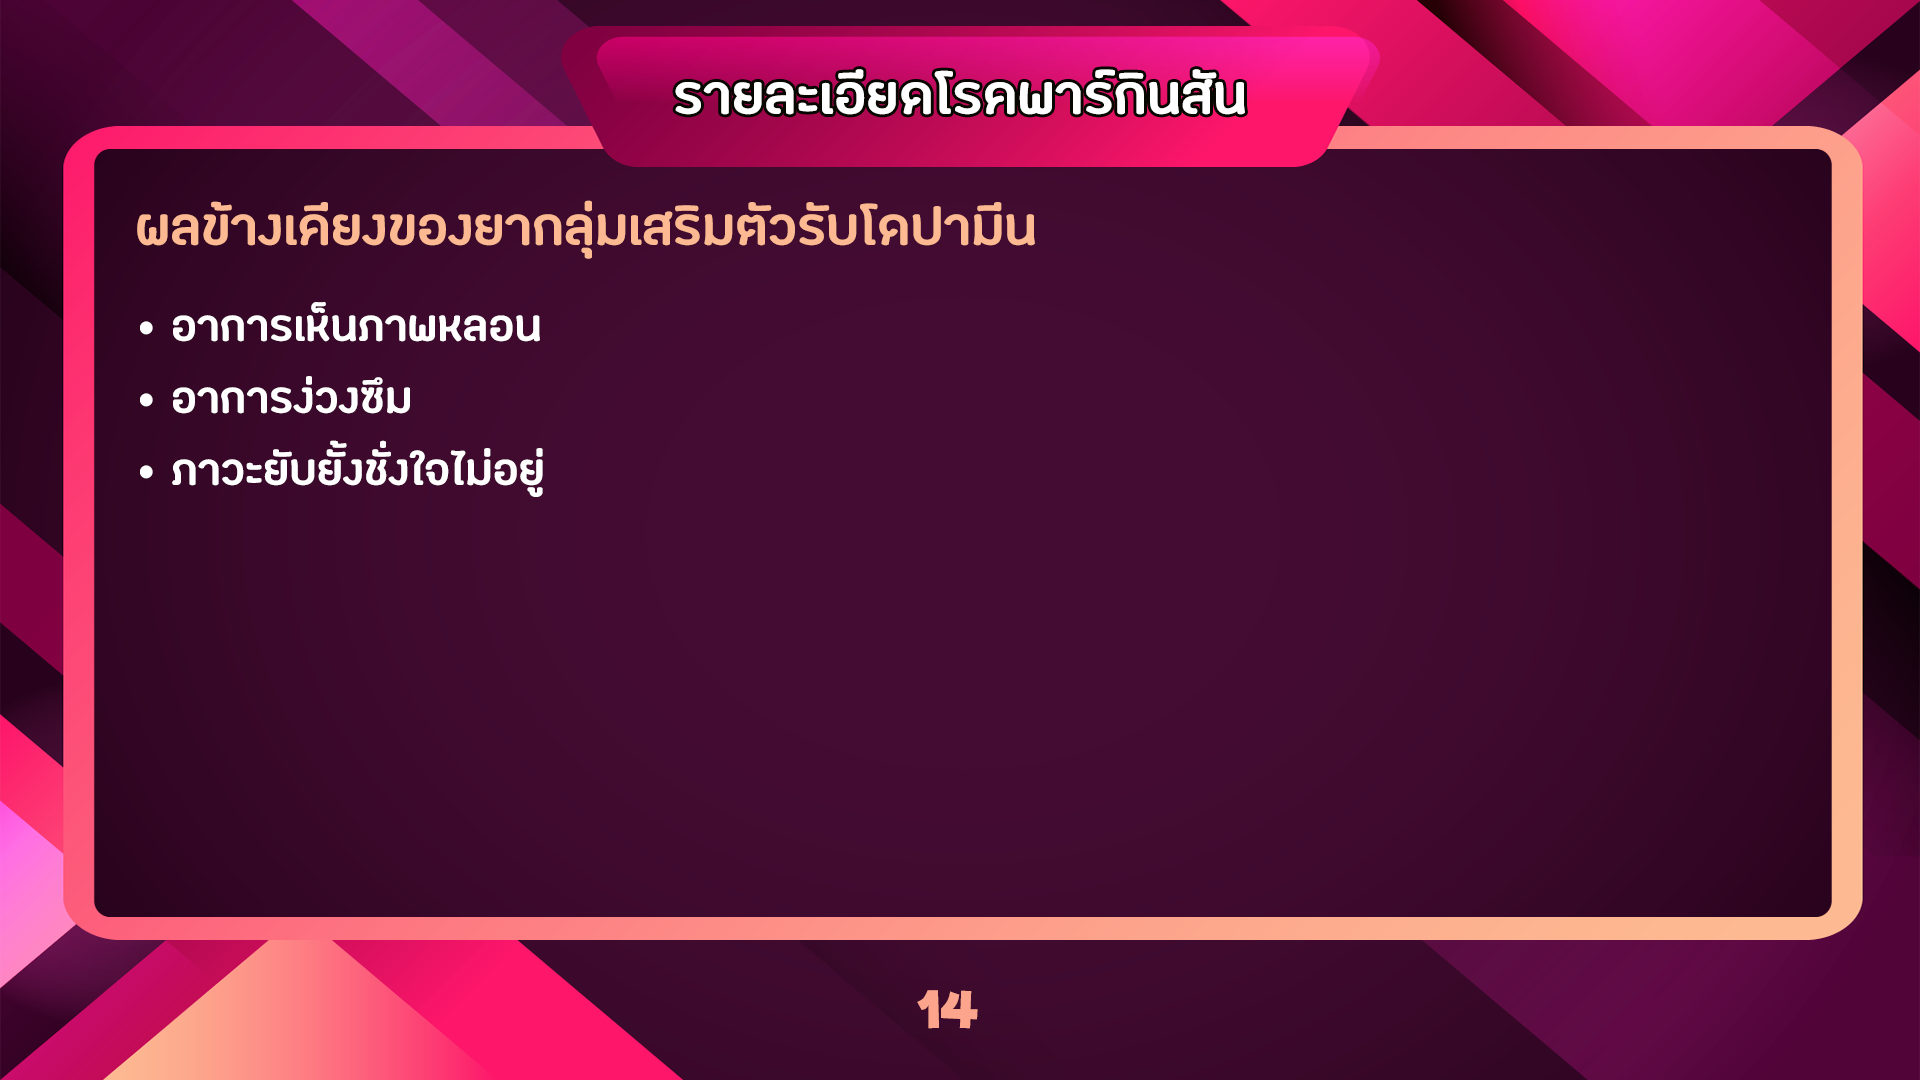 รายละเอียดโรคพาร์กินสัน
ผลข้างเคียงของยากลุ่มเสริมตัวรับโดปามีน
• อาการเห็นภาพหลอน
• อาการง่วงซึม
• ภาวะยับยั้งชั่งใจไม่อยู่
14